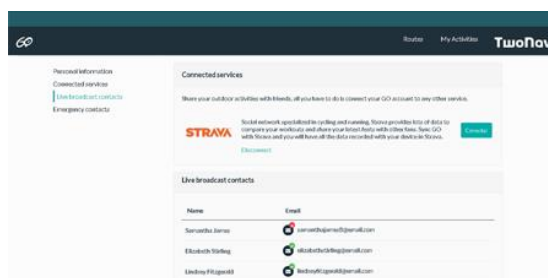 GO
Routes
My Activities
TwoNav
Personal information
Connected services
Live broadcast contacts
Emergency contacts
Connected services
Share your outdoor activities with friends, all you have to do is connect your GO account to any other service.
STRAVA
Social network specialized in cycling and running. Strava provides lots of data to
compare your workouts and share your latest feats with other fans. Sync GO
with Strava and you will have all the data recorded with your device in Strava.
Disconnect
Live broadcast contacts
Name
Email
Samantha James
Elizabeth Stirling
Lindsey Fitzgerald